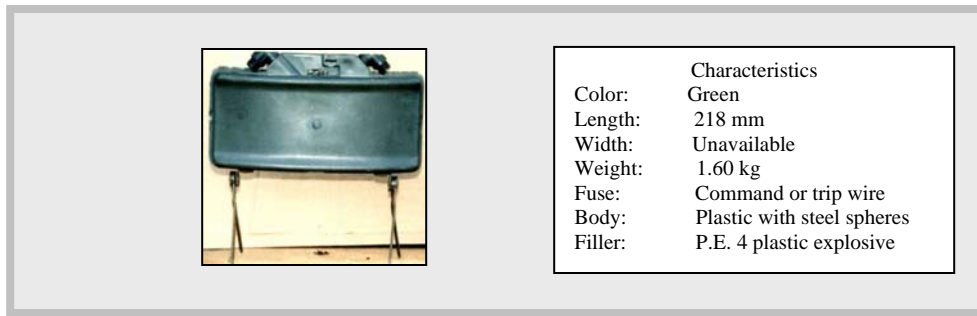 Characteristics
Color: Green
Length: 218 mm
Width: Unavailable
Weight: 1.60 kg
Fuse: Command or trip wire
Body: Plastic with steel spheres
Filler: P.E. 4 plastic explosive